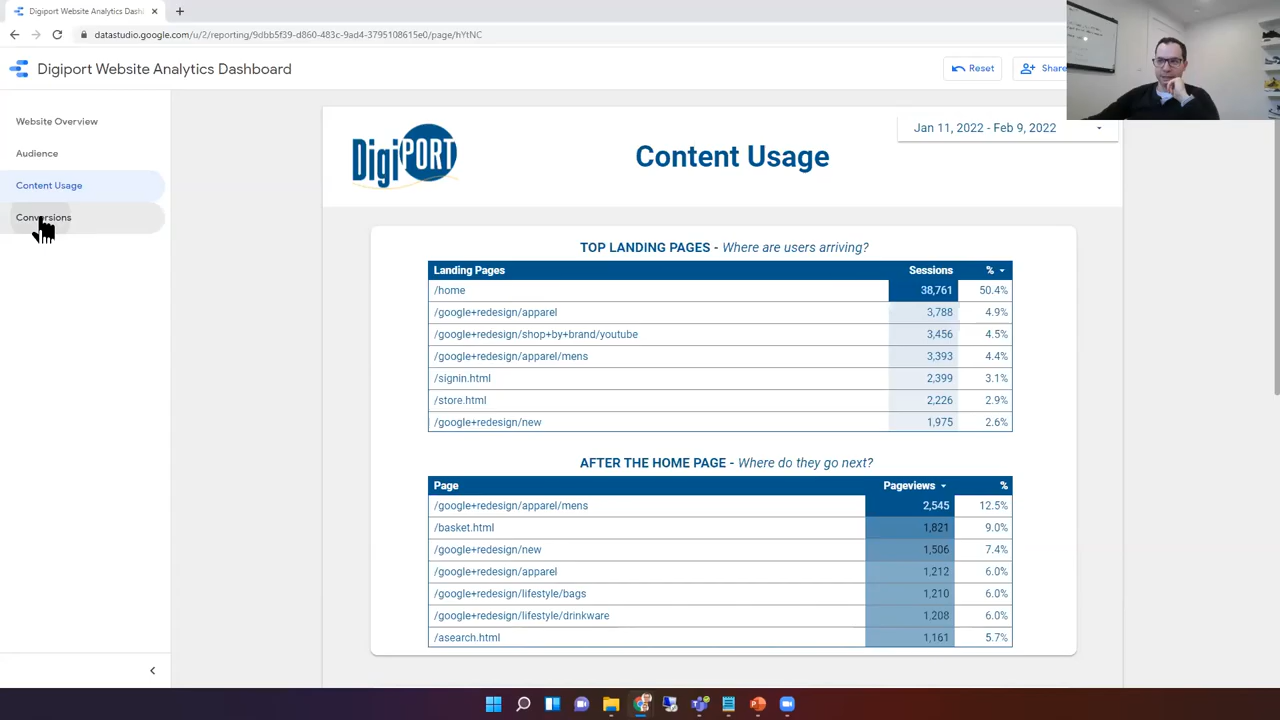 Digiport Website Analytics Dash
datastudio.google.com/u/2/reporting/9dbb5f39-d860-483c-9ad4-3795108615e0/page/hYtNC
Digiport Website Analytics Dashboard
Reset
Share
Website Overview
Audience
Content Usage
Conversions
DigiPORT
Content Usage
Jan 11, 2022 - Feb 9, 2022
TOP LANDING PAGES - Where are users arriving?
Landing Pages Sessions %
/home 38,761 50.4%
/google+redesign/apparel 3,788 4.9%
/google+redesign/shop+by+brand/youtube 3,456 4.5%
/google+redesign/apparel/mens 3,393 4.4%
/signin.html 2,399 3.1%
/store.html 2,226 2.9%
/google+redesign/new 1,975 2.6%
AFTER THE HOME PAGE - Where do they go next?
Page Pageviews %
/google+redesign/apparel/mens 2,545 12.5%
/basket.html 1,821 9.0%
/google+redesign/new 1,506 7.4%
/google+redesign/apparel 1,212 6.0%
/google+redesign/lifestyle/bags 1,210 6.0%
/google+redesign/lifestyle/drinkware 1,208 6.0%
/asearch.html 1,161 5.7%